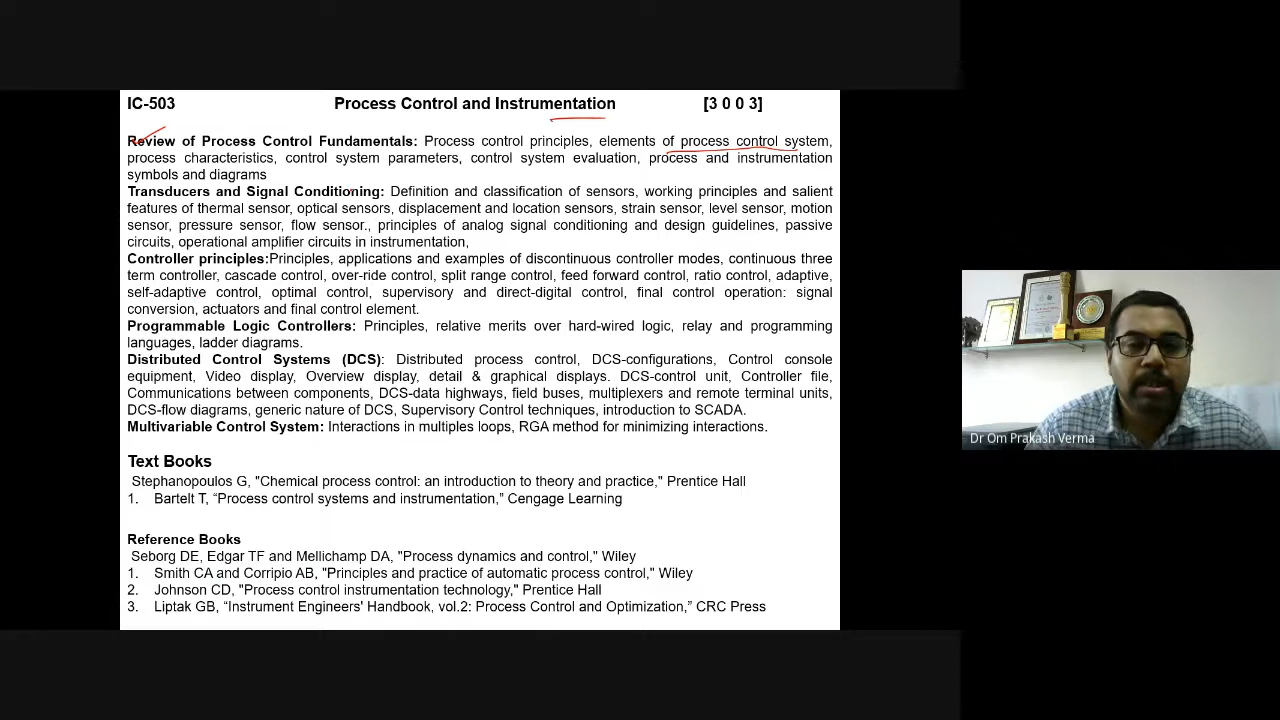 IC-503 Process Control and Instrumentation [3 0 0 3]
Review of Process Control Fundamentals: Process control principles, elements of process control system,
process characteristics, control system parameters, control system evaluation, process and instrumentation
symbols and diagrams
Transducers and Signal Conditioning: Definition and classification of sensors, working principles and salient
features of thermal sensor, optical sensors, displacement and location sensors, strain sensor, level sensor, motion
sensor, pressure sensor, flow sensor., principles of analog signal conditioning and design guidelines, passive
circuits, operational amplifier circuits in instrumentation,
Controller principles:Principles, applications and examples of discontinuous controller modes, continuous three
term controller, cascade control, over-ride control, split range control, feed forward control, ratio control, adaptive,
self-adaptive control, optimal control, supervisory and direct-digital control, final control operation: signal
conversion, actuators and final control element.
Programmable Logic Controllers: Principles, relative merits over hard-wired logic, relay and programming
languages, ladder diagrams.
Distributed Control Systems (DCS): Distributed process control, DCS-configurations, Control console
equipment, Video display, Overview display, detail & graphical displays. DCS-control unit, Controller file,
Communications between components, DCS-data highways, field buses, multiplexers and remote terminal units,
DCS-flow diagrams, generic nature of DCS, Supervisory Control techniques, introduction to SCADA.
Multivariable Control System: Interactions in multiples loops, RGA method for minimizing interactions.
Text Books
Stephanopoulos G, "Chemical process control: an introduction to theory and practice," Prentice Hall
1. Bartelt T, “Process control systems and instrumentation,” Cengage Learning
Reference Books
Seborg DE, Edgar TF and Mellichamp DA, "Process dynamics and control," Wiley
1. Smith CA and Corripio AB, "Principles and practice of automatic process control," Wiley
2. Johnson CD, "Process control instrumentation technology," Prentice Hall
3. Liptak GB, “Instrument Engineers' Handbook, vol.2: Process Control and Optimization,” CRC Press
Dr Om Prakash Verma